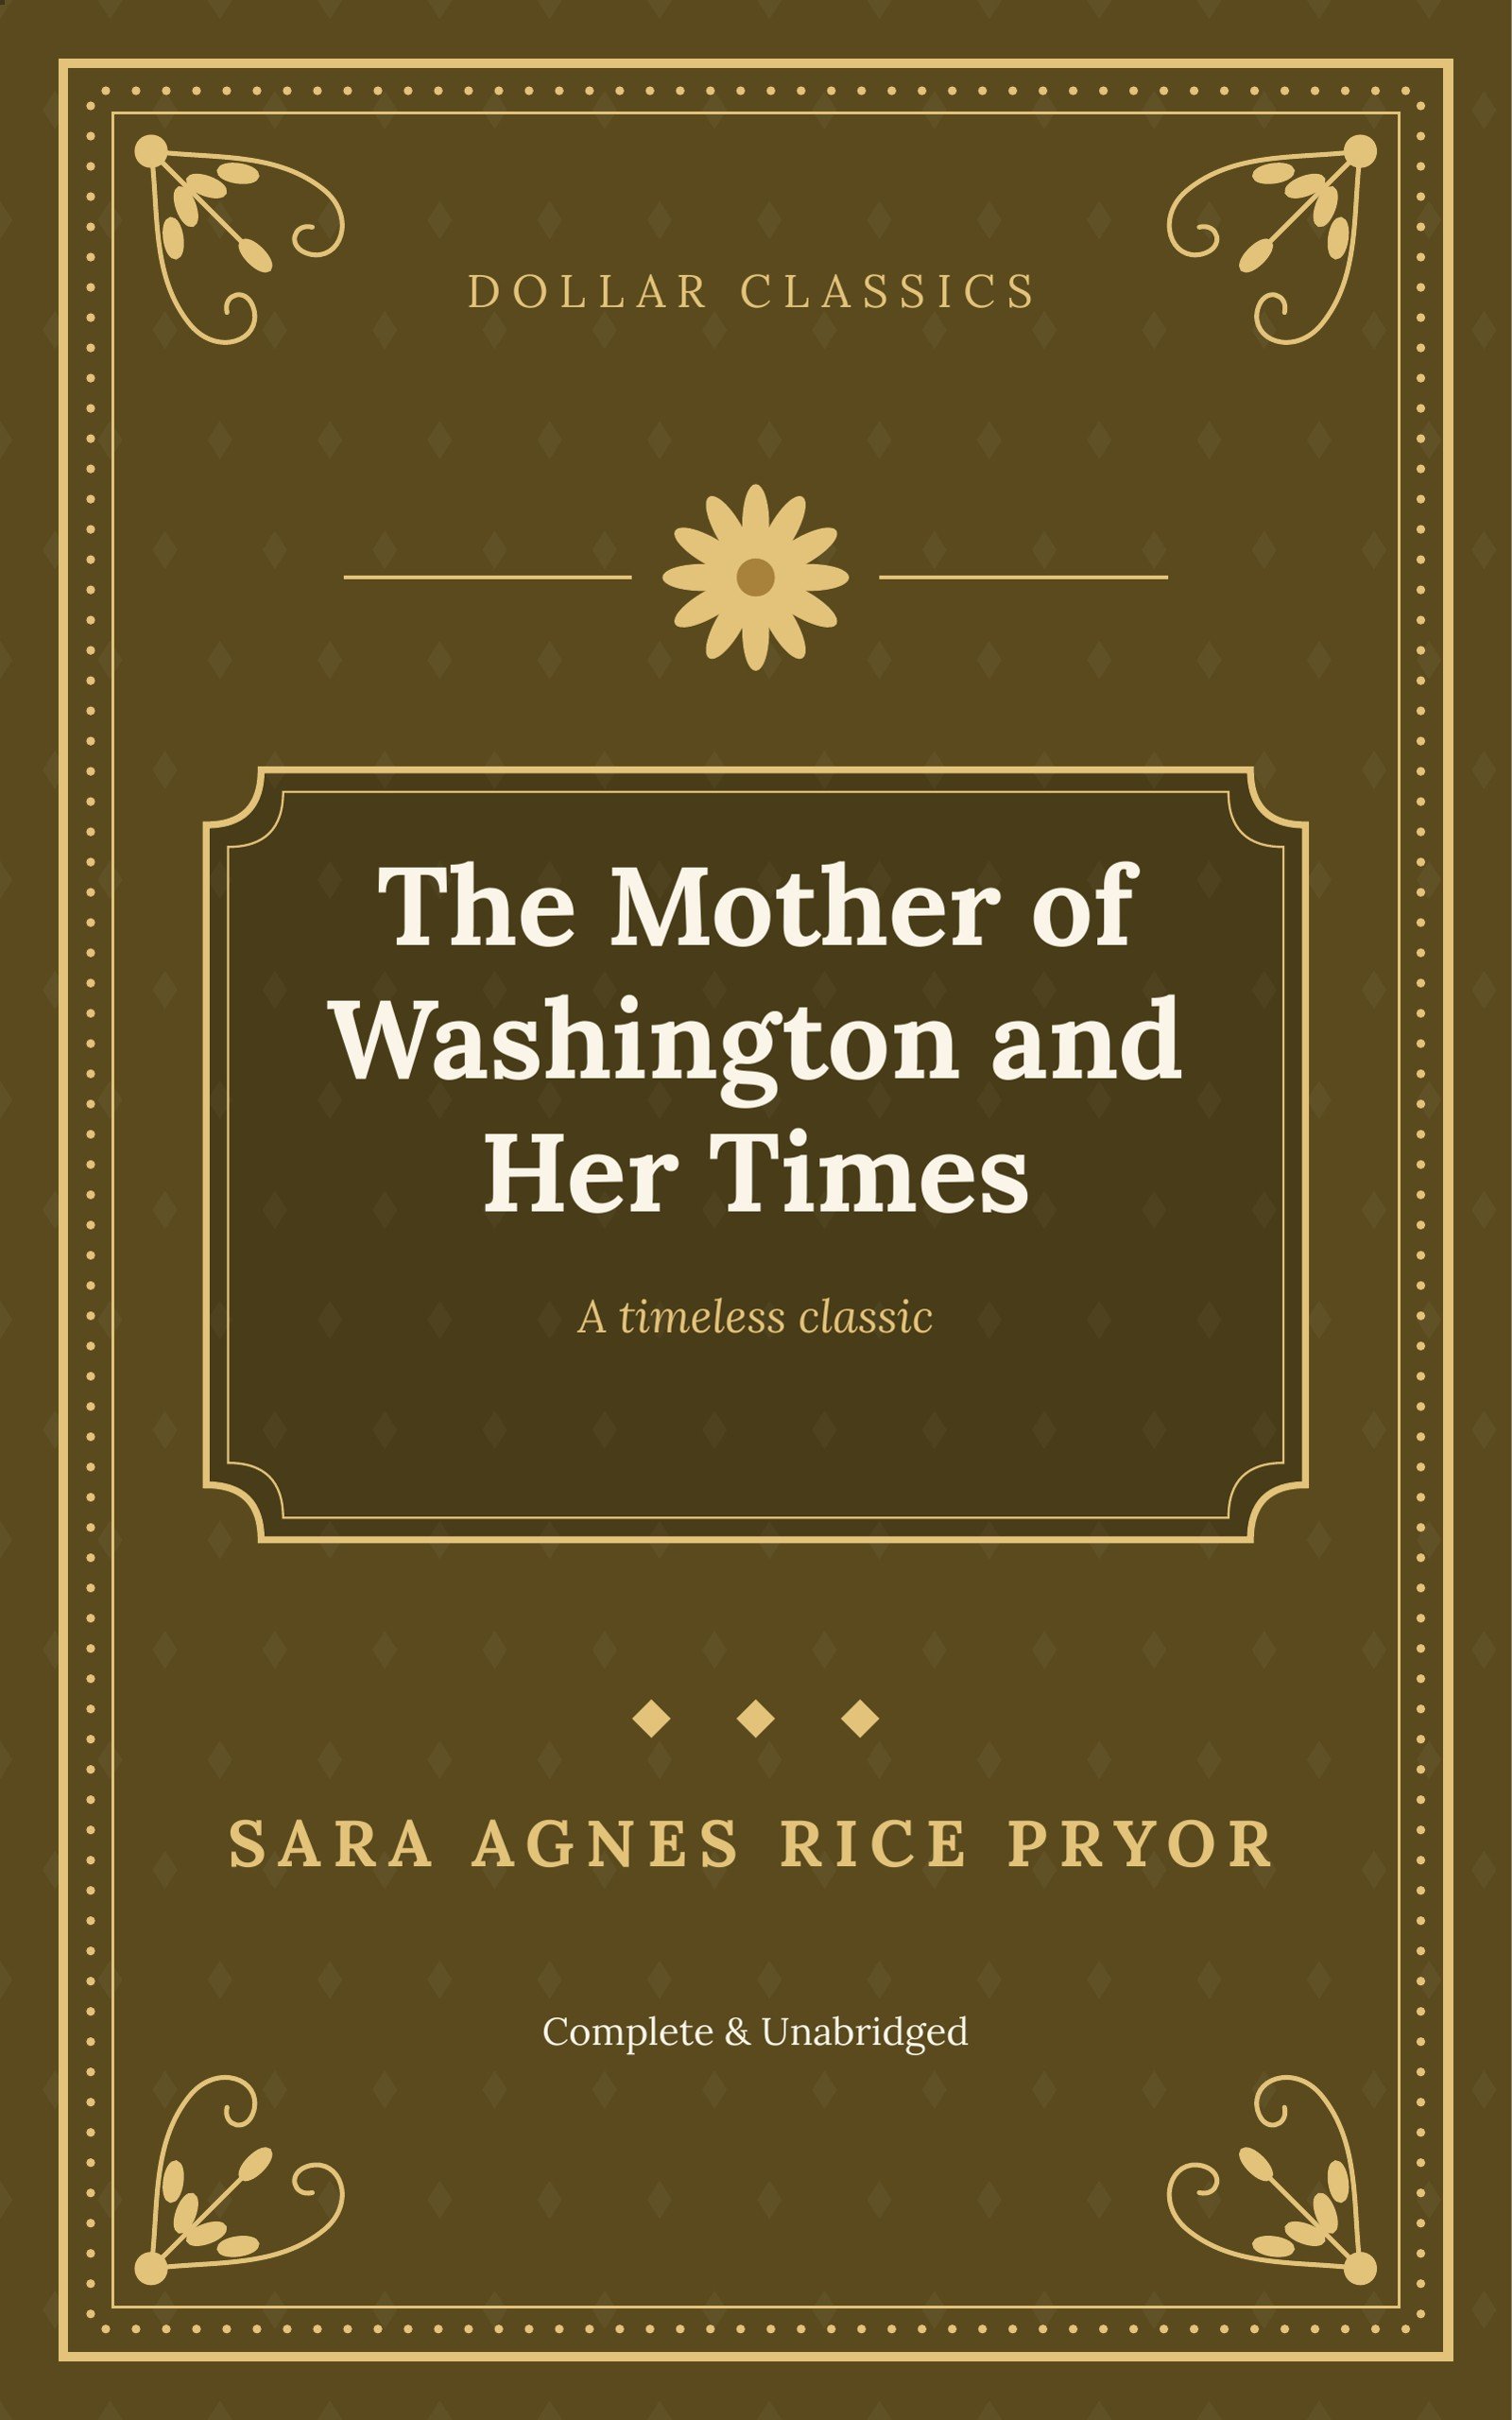 DOLLAR CLASSICS
The Mother of
Washington and
Her Times
A timeless classic
SARA AGNES RICE PRYOR
Complete & Unabridged